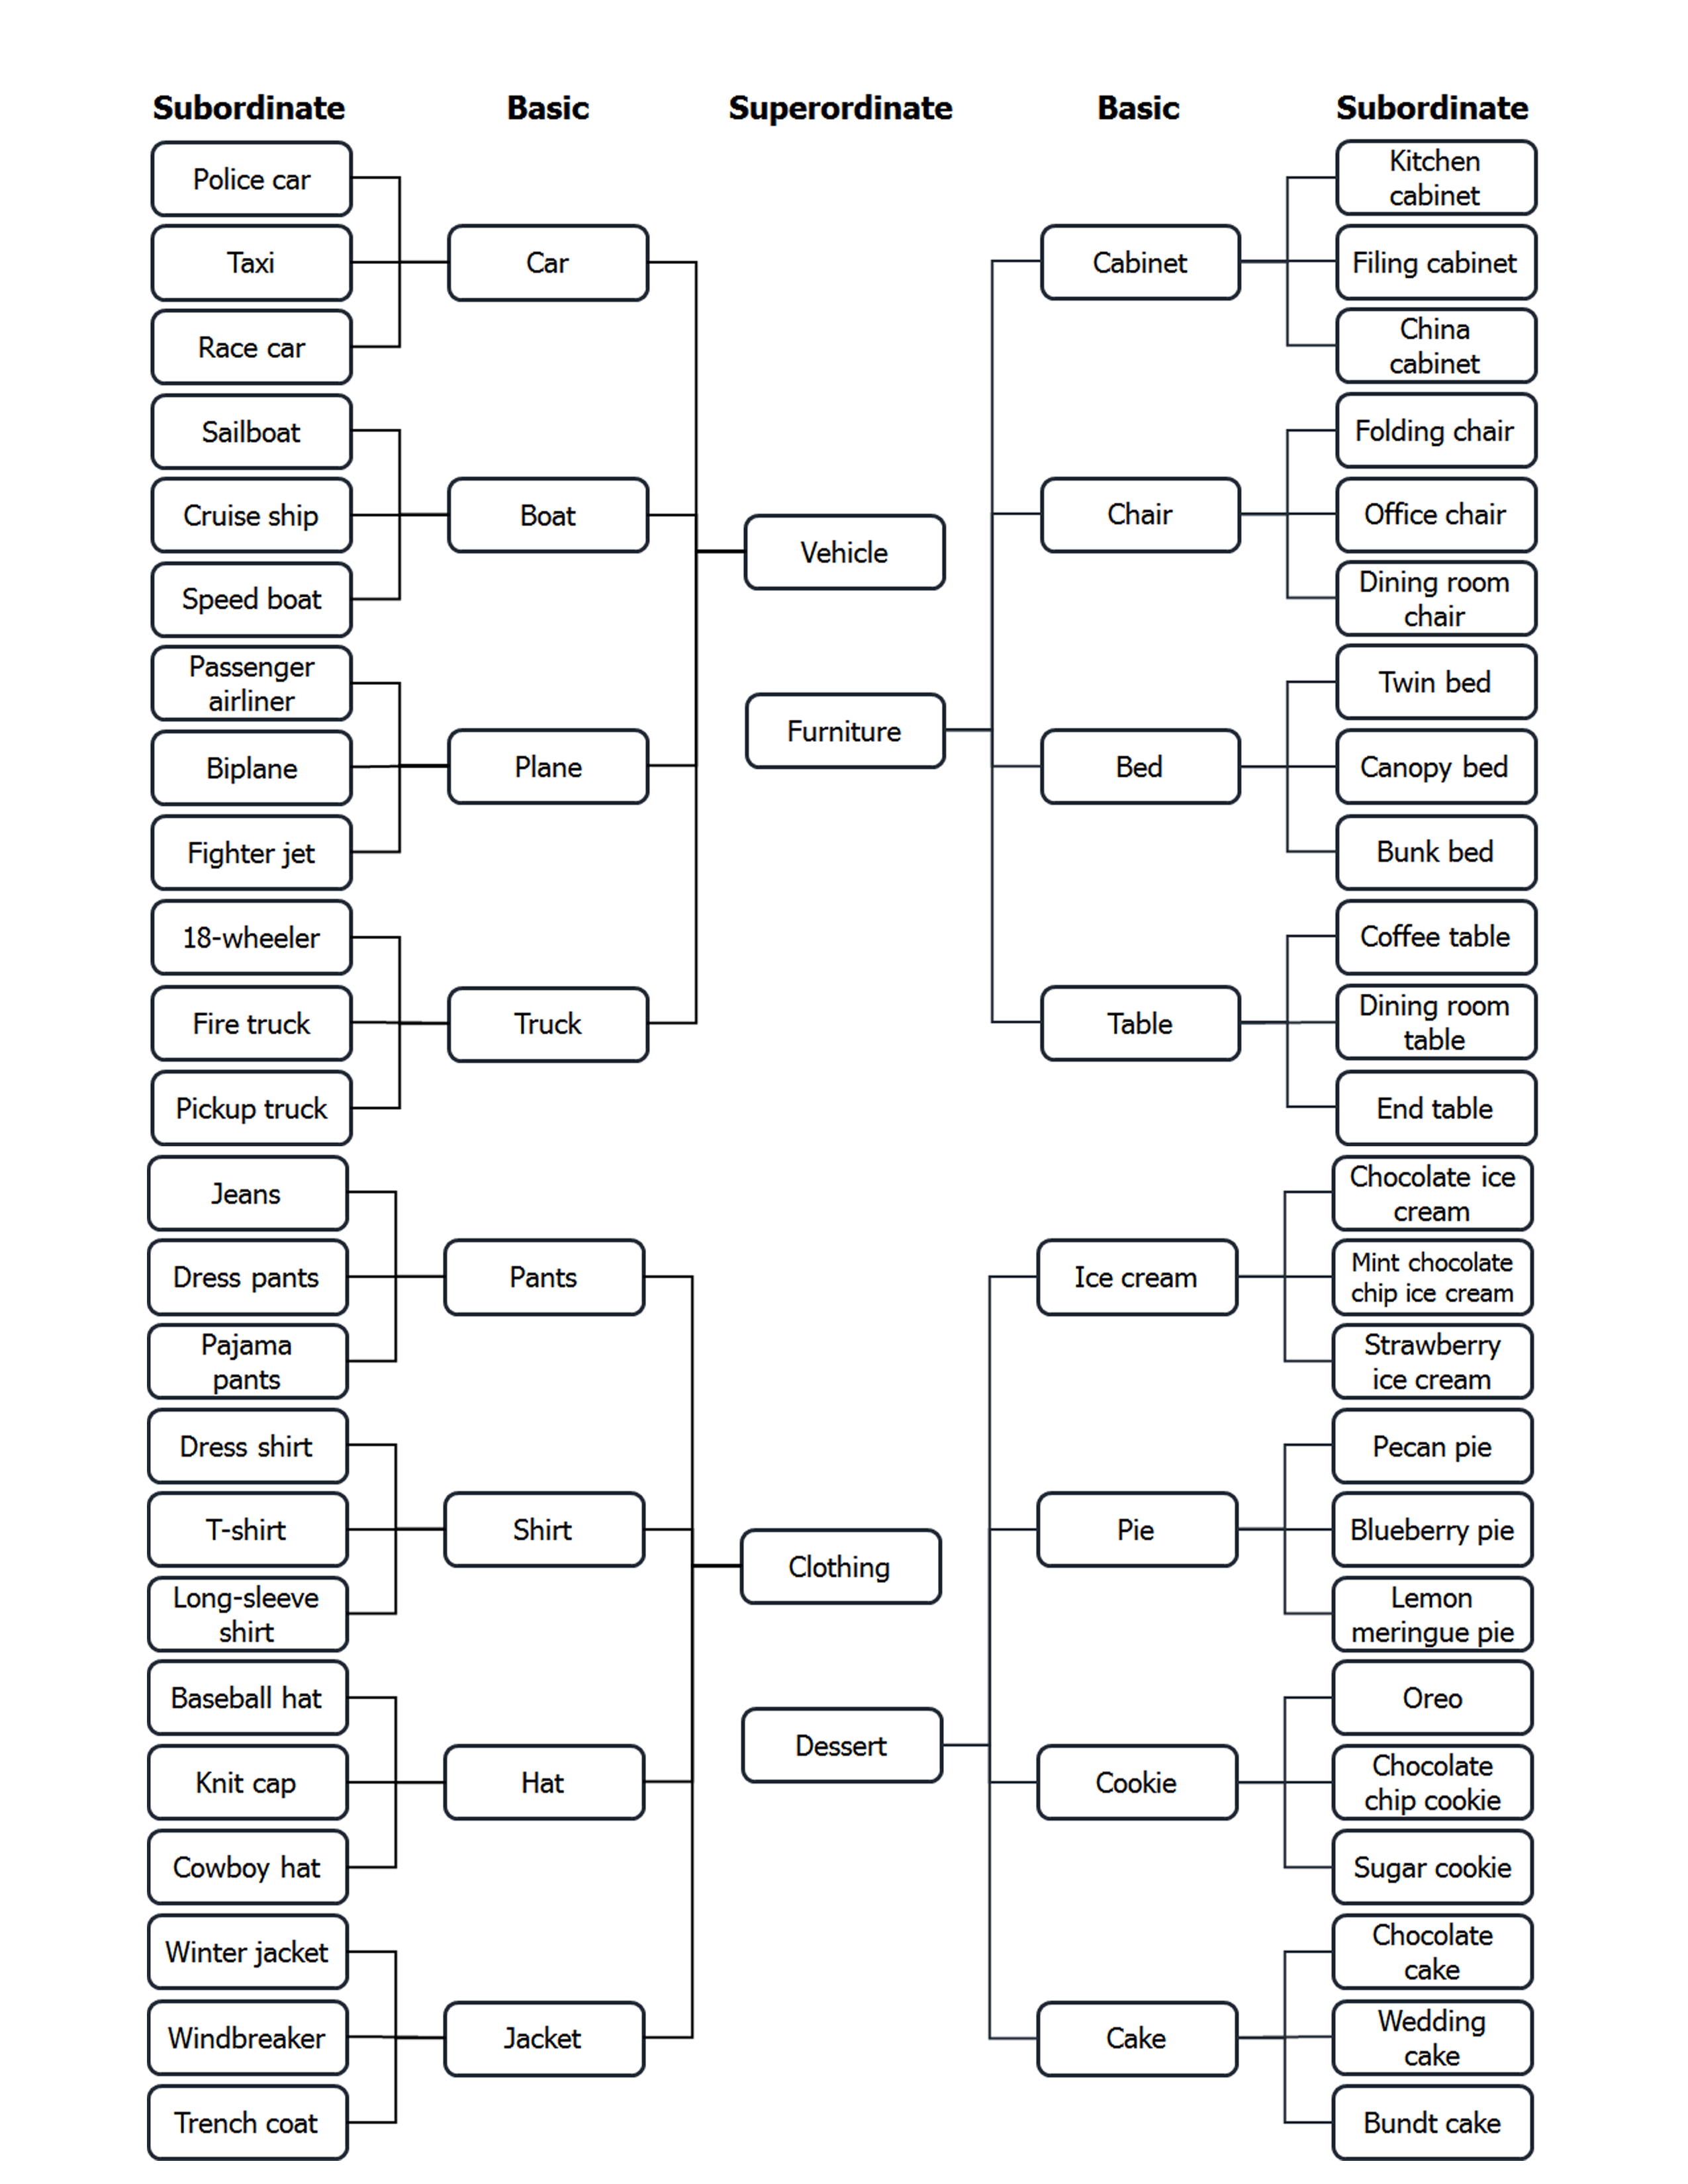 Subordinate
Basic
Superordinate
Basic
Subordinate
Police car
Taxi
Race car
Sailboat
Cruise ship
Speed boat
Passenger
airliner
Biplane
Fighter jet
18-wheeler
Fire truck
Pickup truck
Car
Boat
Plane
Truck
Vehicle
Furniture
Cabinet
Chair
Bed
Table
Kitchen
cabinet
Filing cabinet
China
cabinet
Folding chair
Office chair
Dining room
chair
Twin bed
Canopy bed
Bunk bed
Coffee table
Dining room
table
End table
Jeans
Dress pants
Pajama
pants
Dress shirt
T-shirt
Long-sleeve
shirt
Baseball hat
Knit cap
Cowboy hat
Winter jacket
Windbreaker
Trench coat
Pants
Shirt
Hat
Jacket
Clothing
Dessert
Ice cream
Pie
Cookie
Cake
Chocolate ice
cream
Mint chocolate
chip ice cream
Strawberry
ice cream
Pecan pie
Blueberry pie
Lemon
meringue pie
Oreo
Chocolate
chip cookie
Sugar cookie
Chocolate
cake
Wedding
cake
Bundt cake